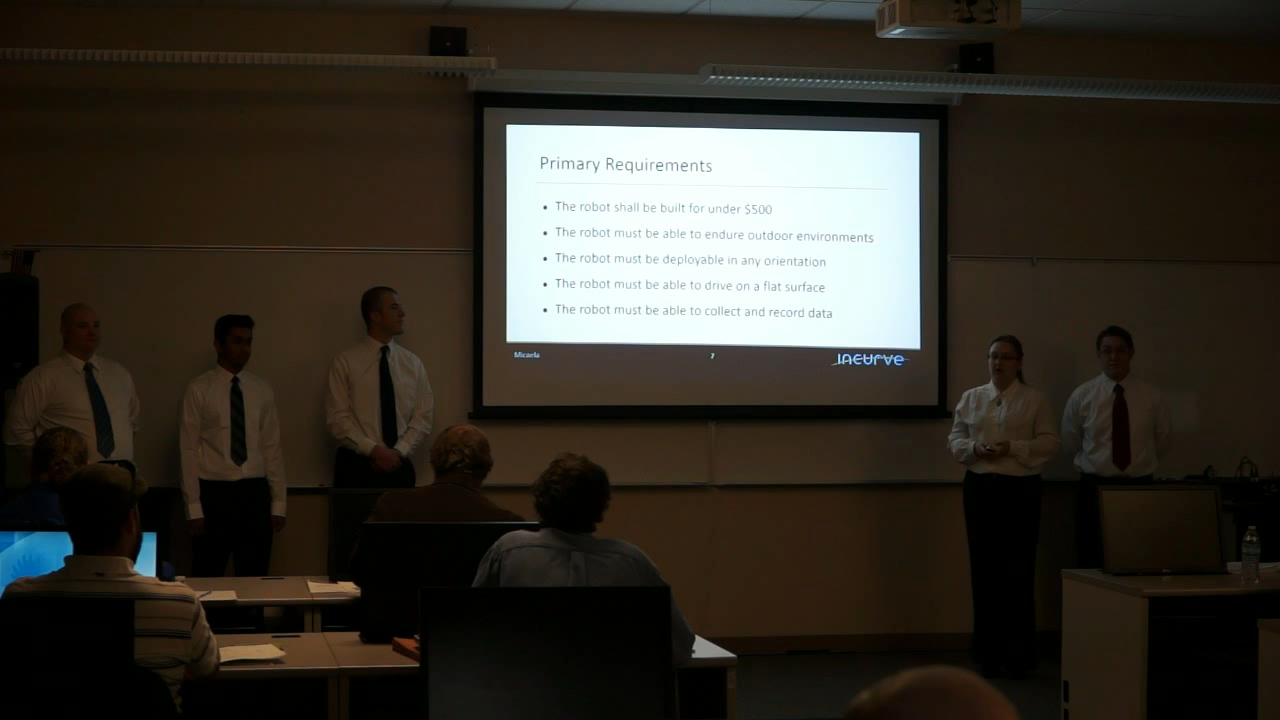 Primary Requirements
• The robot shall be built for under $500
• The robot must be able to endure outdoor environments
• The robot must be deployable in any orientation
• The robot must be able to drive on a flat surface
• The robot must be able to collect and record data
Micaela
7
incurve